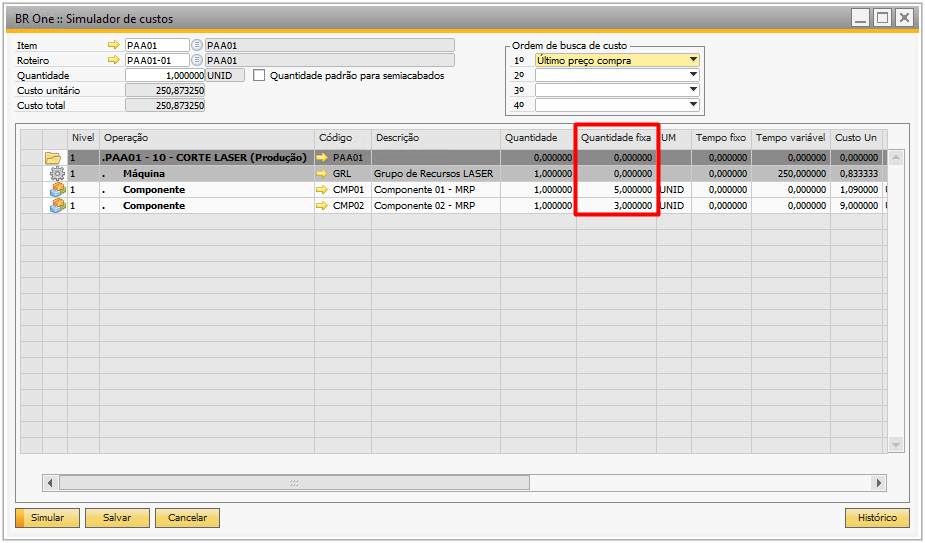 BR One :: Simulador de custos
Item PAA01 PAA01
Roteiro PAA01-01 PAA01
Quantidade 1,000000 UNID Quantidade padrão para semiacabados
Custo unitário 250,873250
Custo total 250,873250
Ordem de busca de custo
1º Último preço compra
2º
3º
4º
Nivel Operação Código Descrição Quantidade Quantidade fixa UM Tempo fixo Tempo variável Custo Un
1 .PAA01 - 10 - CORTE LASER (Produção) PAA01 0,000000 0,000000 0,000000 0,000000 0,000000
1 . Máquina GRL Grupo de Recursos LASER 1,000000 0,000000 0,000000 250,000000 0,833333
1 . Componente CMP01 Componente 01 - MRP 1,000000 5,000000 UNID 0,000000 0,000000 1,090000
1 . Componente CMP02 Componente 02 - MRP 1,000000 3,000000 UNID 0,000000 0,000000 9,000000
Simular Salvar Cancelar Histórico